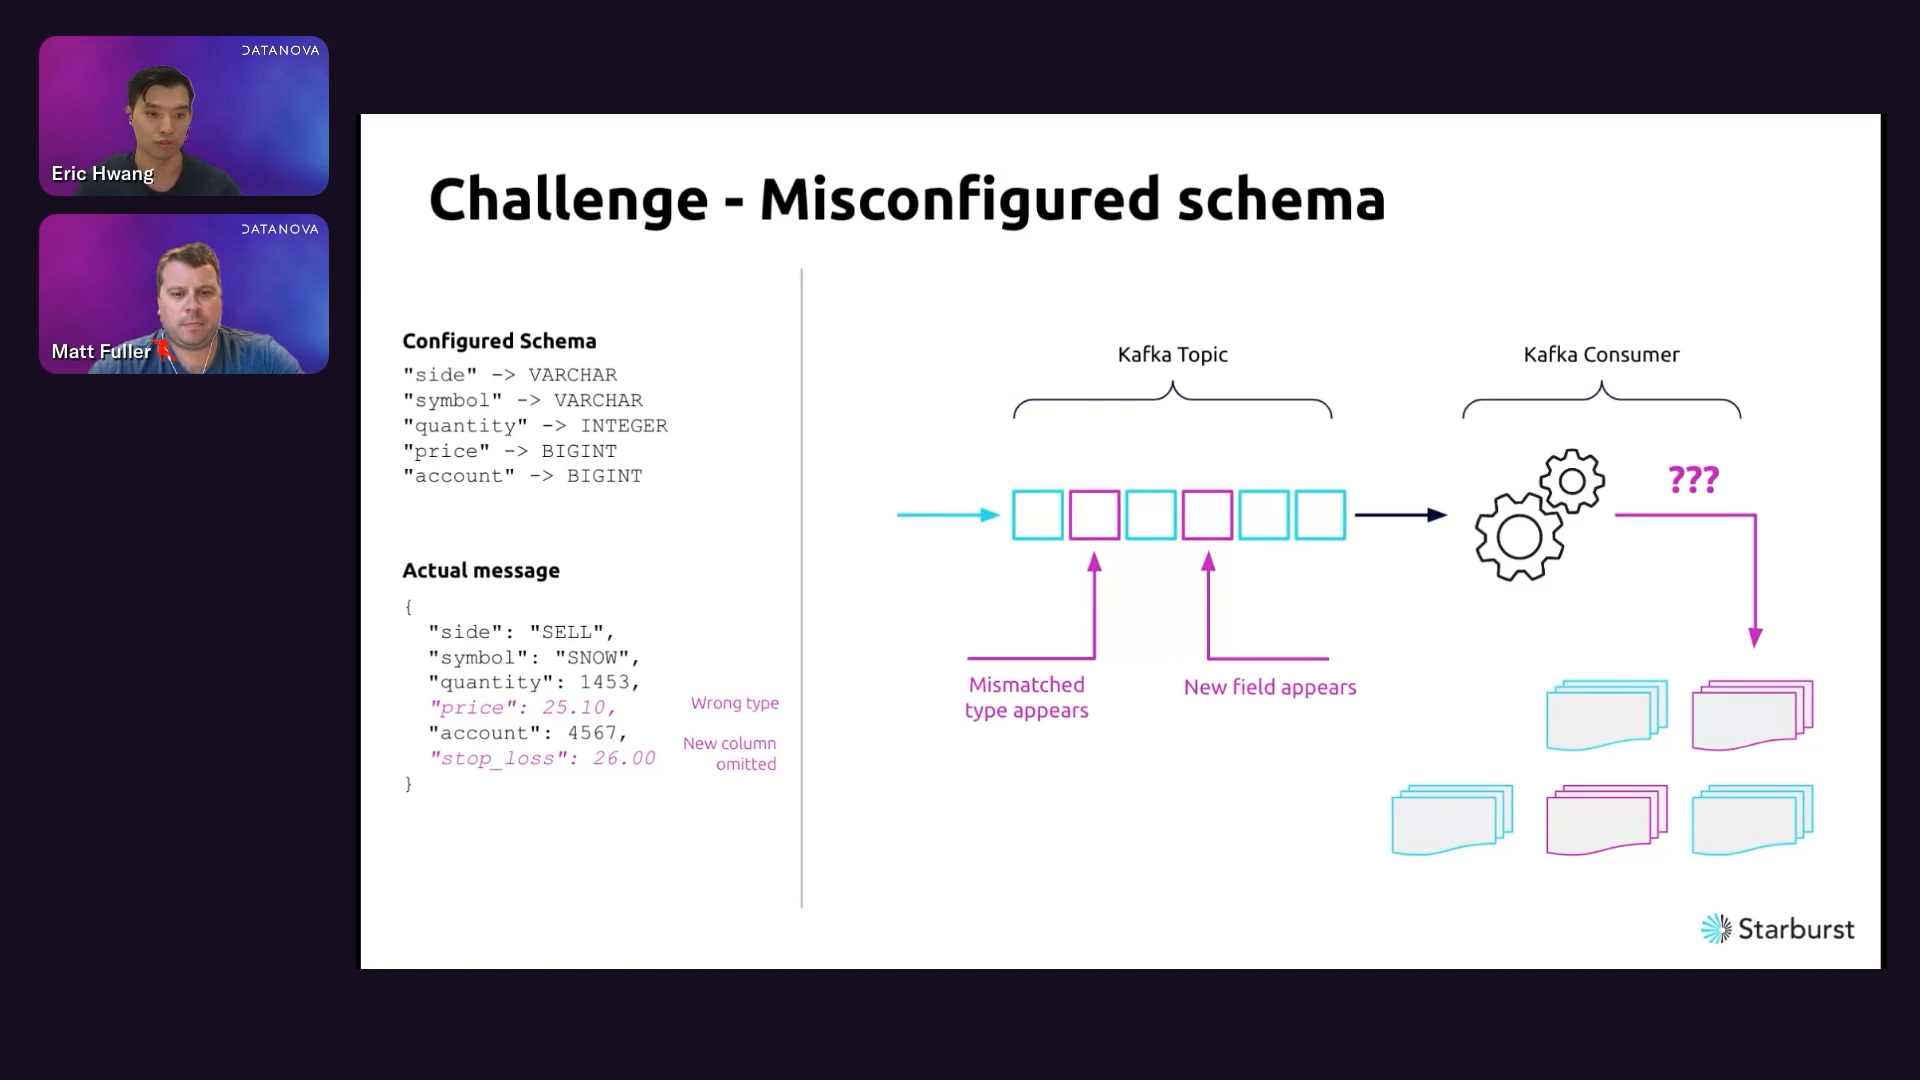 DATANOVA
Eric Hwang
DATANOVA
Matt Fuller
Challenge - Misconfigured schema
Configured Schema
"side" -> VARCHAR
"symbol" -> VARCHAR
"quantity" -> INTEGER
"price" -> BIGINT
"account" -> BIGINT
Actual message
{
"side": "SELL",
"symbol": "SNOW",
"quantity": 1453,
"price": 25.10,
"account": 4567,
"stop_loss": 26.00
}
Wrong type
New column
omitted
Kafka Topic
Kafka Consumer
???
Mismatched
type appears
New field appears
Starburst